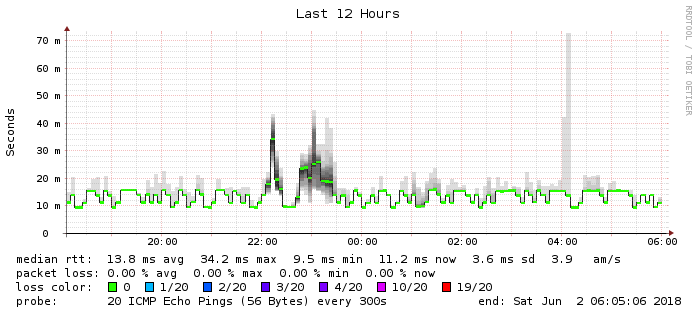 Last 12 Hours
RRDTOOL / TOBI OETIKER
Seconds
70 m
60 m
50 m
40 m
30 m
20 m
10 m
0
20:00 22:00 00:00 02:00 04:00 06:00
median rtt: 13.8 ms avg 34.2 ms max 9.5 ms min 11.2 ms now 3.6 ms sd 3.9 am/s
packet loss: 0.00 % avg 0.00 % max 0.00 % min 0.00 % now
loss color: 0 1/20 2/20 3/20 4/20 10/20 19/20
probe: 20 ICMP Echo Pings (56 Bytes) every 300s end: Sat Jun 2 06:05:06 2018